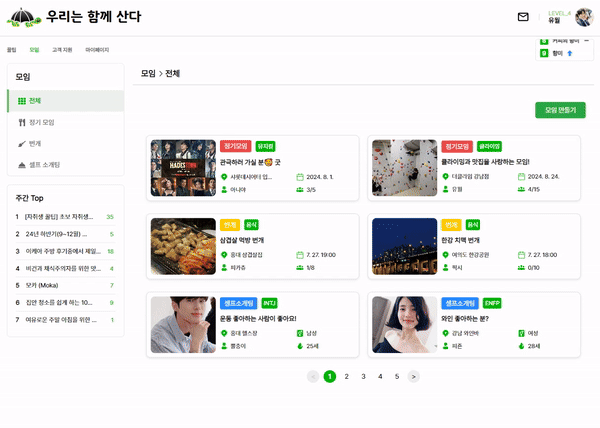 우리는 함께 산다
LEVEL_4
유월
꿀팁 모임 고객 지원 마이페이지
8 커피의 향미
9 향미
모임
전체
정기 모임
번개
셀프 소개팅
주간 Top
1 [자취생 꿀팁] 초보 자취생... 35
2 24년 하반기(9~12월) ... 5
3 이케아 주방 후기중에서 제일... 18
4 비건과 채식주의자를 위한 맛... 4
5 모카 (Moka) 7
6 집안 청소를 쉽게 하는 10... 9
7 여유로운 주말 아침을 위한 ... 1
모임 > 전체
모임 만들기
정기모임 뮤지컬
관극하러 가실 분🥰 굿
샤롯데시어터 입... 2024. 8. 1.
아나야 3/5
정기모임 클라이밍
클라이밍과 맛집을 사랑하는 모임!
더클라임 강남점 2024. 8. 24.
유월 4/15
번개 음식
삼겹살 먹방 번개
홍대 삼겹살집 7. 27. 19:00
피카츄 1/8
번개 음식
한강 치맥 번개
여의도 한강공원 7. 27. 18:00
픽시 0/10
셀프소개팅 INTJ
운동 좋아하는 사람이 좋아요!
홍대 헬스장 남성
뽈중이 25세
셀프소개팅 ENFP
와인 좋아하는 분?
강남 와인바 여성
피존 28세
< 1 2 3 4 5 >